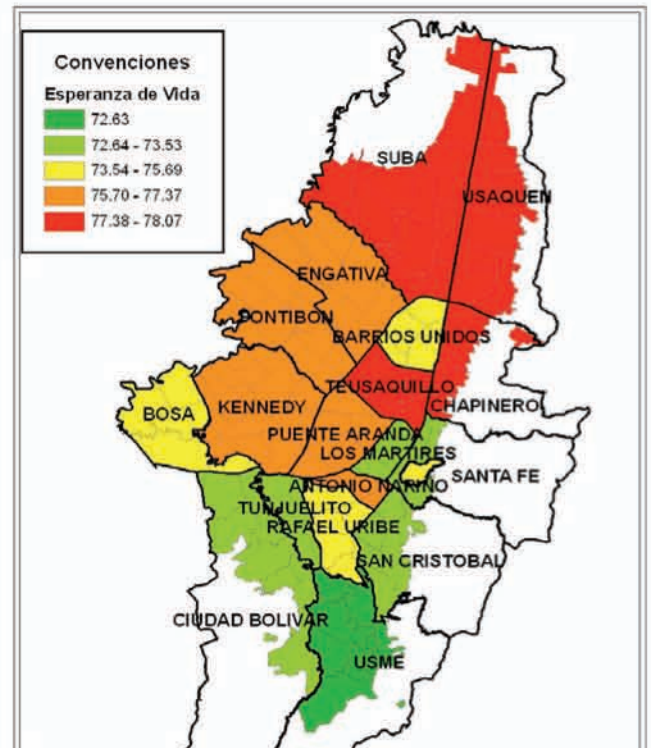 Convenciones
Esperanza de Vida
72.63
72.64 - 73.53
73.54 - 75.69
75.70 - 77.37
77.38 - 78.07
SUBA
USAQUEN
ENGATIVA
FONTIBON
BARRIOS UNIDOS
TEUSAQUILLO
CHAPINERO
BOSA
KENNEDY
PUENTE ARANDA
LOS MARTIRES
SANTA FE
ANTONIO NARIÑO
TUNJUELITO
RAFAEL URIBE
SAN CRISTOBAL
CIUDAD BOLIVAR
USME